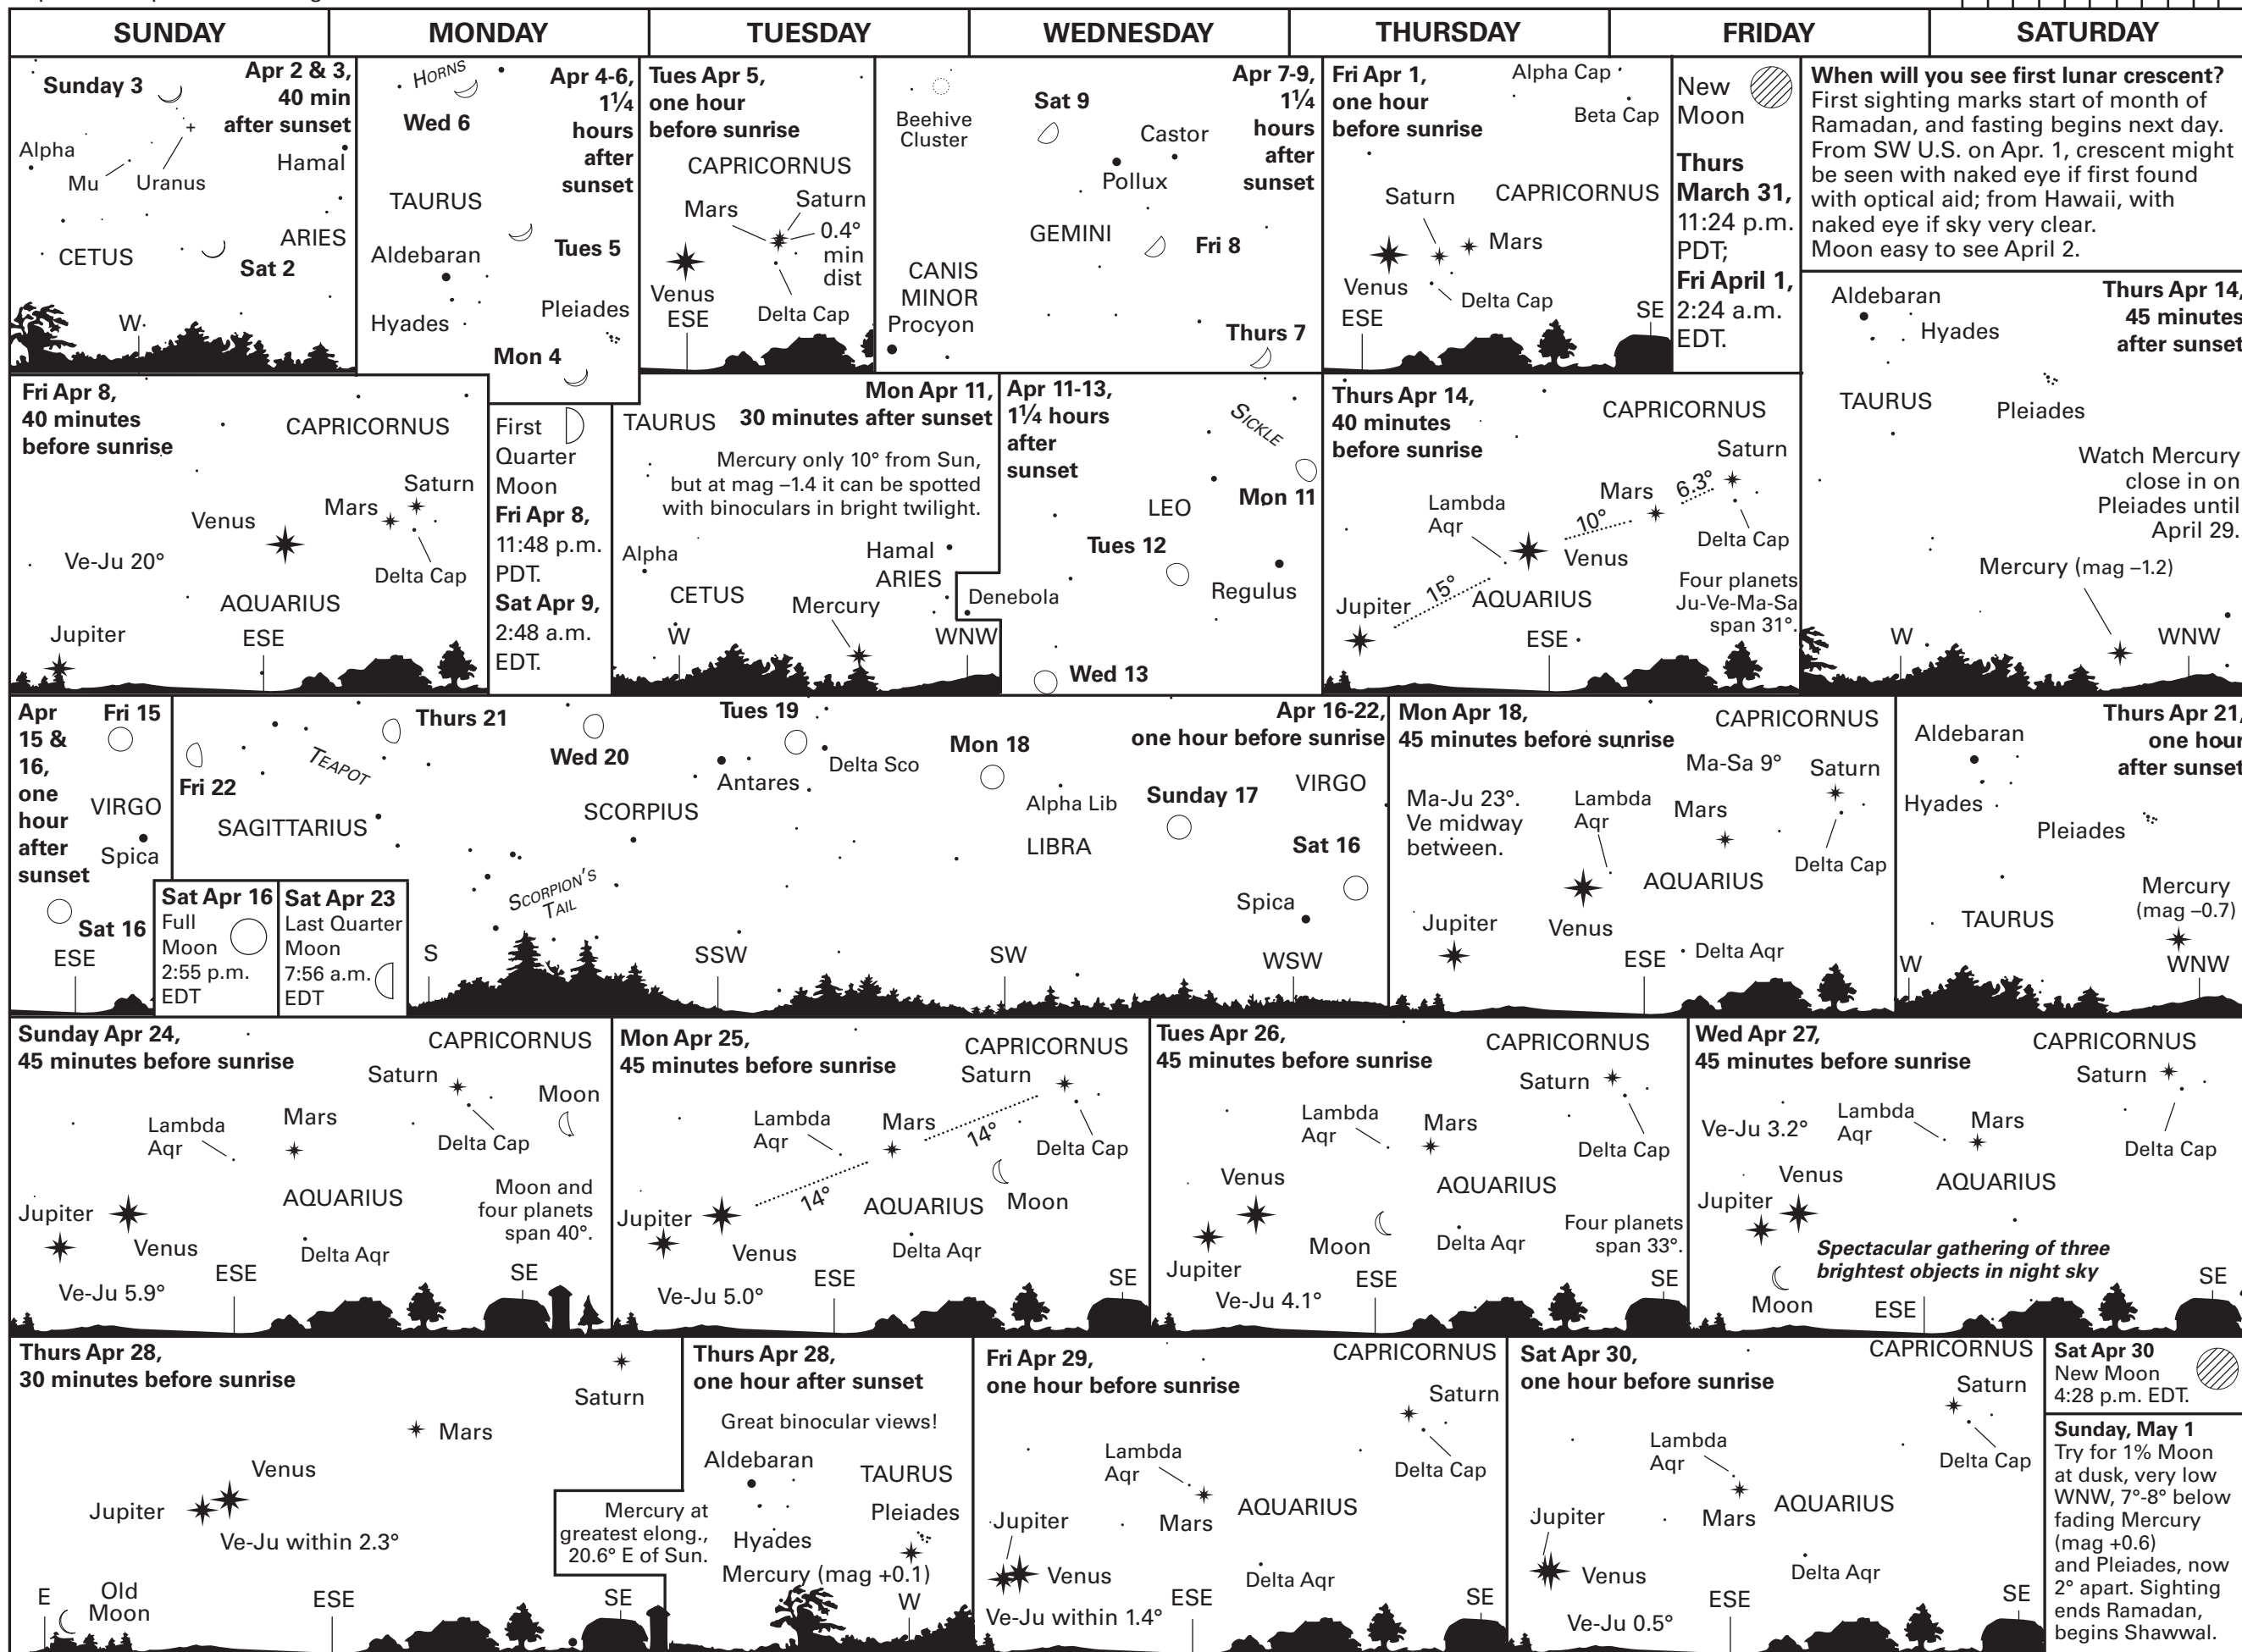 SUNDAY
MONDAY
TUESDAY
WEDNESDAY
THURSDAY
FRIDAY
SATURDAY
Sunday 3
Apr 2 & 3,
40 min
after sunset
Alpha
Mu
Uranus
Hamal
CETUS
ARIES
Sat 2
W
HORNS
Apr 4-6,
1¼
hours
after
sunset
Wed 6
TAURUS
Aldebaran
Tues 5
Hyades
Pleiades
Mon 4
Tues Apr 5,
one hour
before sunrise
CAPRICORNUS
Mars
Saturn
0.4°
min
dist
Venus
ESE
Delta Cap
Beehive
Cluster
Sat 9
Apr 7-9,
1¼
hours
after
sunset
Castor
Pollux
GEMINI
Fri 8
CANIS
MINOR
Procyon
Thurs 7
Fri Apr 1,
one hour
before sunrise
Alpha Cap
Beta Cap
Saturn
CAPRICORNUS
Mars
Venus
ESE
Delta Cap
SE
New
Moon
Thurs
March 31,
11:24 p.m.
PDT;
Fri April 1,
2:24 a.m.
EDT.
When will you see first lunar crescent?
First sighting marks start of month of
Ramadan, and fasting begins next day.
From SW U.S. on Apr. 1, crescent might
be seen with naked eye if first found
with optical aid; from Hawaii, with
naked eye if sky very clear.
Moon easy to see April 2.
Fri Apr 8,
40 minutes
before sunrise
CAPRICORNUS
Saturn
Mars
Venus
Ve-Ju 20°
Delta Cap
AQUARIUS
Jupiter
ESE
First
Quarter
Moon
Fri Apr 8,
11:48 p.m.
PDT.
Sat Apr 9,
2:48 a.m.
EDT.
Mon Apr 11,
TAURUS
30 minutes after sunset
Mercury only 10° from Sun,
but at mag –1.4 it can be spotted
with binoculars in bright twilight.
Alpha
Hamal
ARIES
CETUS
Mercury
W
WNW
Apr 11-13,
1¼ hours
after
sunset
SICKLE
Mon 11
LEO
Tues 12
Regulus
Denebola
Wed 13
Thurs Apr 14,
40 minutes
before sunrise
CAPRICORNUS
Saturn
6.3°
Mars
Lambda
Aqr
10°
Delta Cap
Venus
15°
Jupiter
AQUARIUS
Four planets
Ju-Ve-Ma-Sa
span 31°.
ESE
Thurs Apr 14,
45 minutes
after sunset
Aldebaran
Hyades
TAURUS
Pleiades
Watch Mercury
close in on
Pleiades until
April 29.
Mercury (mag –1.2)
W
WNW
Apr
15 &
16,
one
hour
after
sunset
Fri 15
VIRGO
Spica
Sat 16
ESE
Sat Apr 16
Full
Moon
2:55 p.m.
EDT
Sat Apr 23
Last Quarter
Moon
7:56 a.m.
EDT
Apr 16-22,
one hour before sunrise
Fri 22
TEAPOT
Thurs 21
Wed 20
Tues 19
Mon 18
Sunday 17
Sat 16
SAGITTARIUS
Antares
Delta Sco
SCORPIUS
Alpha Lib
LIBRA
VIRGO
SCORPION'S
TAIL
Spica
S
SSW
SW
WSW
Mon Apr 18,
45 minutes before sunrise
CAPRICORNUS
Ma-Sa 9°
Saturn
Ma-Ju 23°.
Ve midway
between.
Lambda
Aqr
Mars
Delta Cap
AQUARIUS
Jupiter
Venus
ESE
Delta Aqr
Thurs Apr 21,
one hour
after sunset
Aldebaran
Hyades
Pleiades
Mercury
(mag –0.7)
TAURUS
W
WNW
Sunday Apr 24,
45 minutes before sunrise
CAPRICORNUS
Saturn
Moon
Mars
Lambda
Aqr
Delta Cap
AQUARIUS
Moon and
four planets
span 40°.
Jupiter
Venus
Delta Aqr
ESE
SE
Ve-Ju 5.9°
Mon Apr 25,
45 minutes before sunrise
CAPRICORNUS
Saturn
Lambda
Aqr
Mars
14°
Delta Cap
14°
AQUARIUS
Moon
Jupiter
Venus
Delta Aqr
ESE
SE
Ve-Ju 5.0°
Tues Apr 26,
45 minutes before sunrise
CAPRICORNUS
Saturn
Lambda
Aqr
Mars
Delta Cap
Venus
AQUARIUS
Moon
Delta Aqr
Four planets
span 33°.
Jupiter
ESE
SE
Ve-Ju 4.1°
Wed Apr 27,
45 minutes before sunrise
CAPRICORNUS
Saturn
Ve-Ju 3.2°
Lambda
Aqr
Mars
Delta Cap
Venus
Jupiter
AQUARIUS
Spectacular gathering of three
brightest objects in night sky
Moon
ESE
SE
Thurs Apr 28,
30 minutes before sunrise
Saturn
Mars
Venus
Jupiter
Ve-Ju within 2.3°
E
Old
Moon
ESE
SE
Thurs Apr 28,
one hour after sunset
Great binocular views!
Aldebaran
TAURUS
Pleiades
Hyades
Mercury at
greatest elong.,
20.6° E of Sun.
Mercury (mag +0.1)
W
Fri Apr 29,
one hour before sunrise
CAPRICORNUS
Saturn
Lambda
Aqr
Delta Cap
Mars
AQUARIUS
Jupiter
Venus
Delta Aqr
ESE
SE
Ve-Ju within 1.4°
Sat Apr 30,
one hour before sunrise
CAPRICORNUS
Saturn
Lambda
Aqr
Delta Cap
Mars
AQUARIUS
Jupiter
Venus
Delta Aqr
ESE
SE
Ve-Ju 0.5°
Sat Apr 30
New Moon
4:28 p.m. EDT.
Sunday, May 1
Try for 1% Moon
at dusk, very low
WNW, 7°-8° below
fading Mercury
(mag +0.6)
and Pleiades, now
2° apart. Sighting
ends Ramadan,
begins Shawwal.